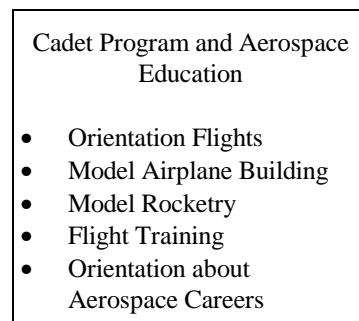 Cadet Program and Aerospace
Education
• Orientation Flights
• Model Airplane Building
• Model Rocketry
• Flight Training
• Orientation about
Aerospace Careers